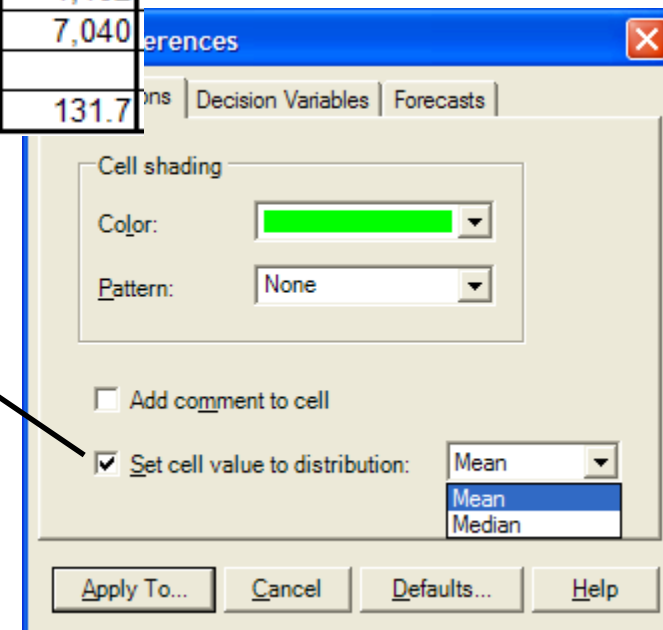 7,040
131.7
erences
ons Decision Variables Forecasts
Cell shading
Color:
Pattern: None
Add comment to cell
Set cell value to distribution: Mean
Mean
Median
Apply To... Cancel Defaults... Help